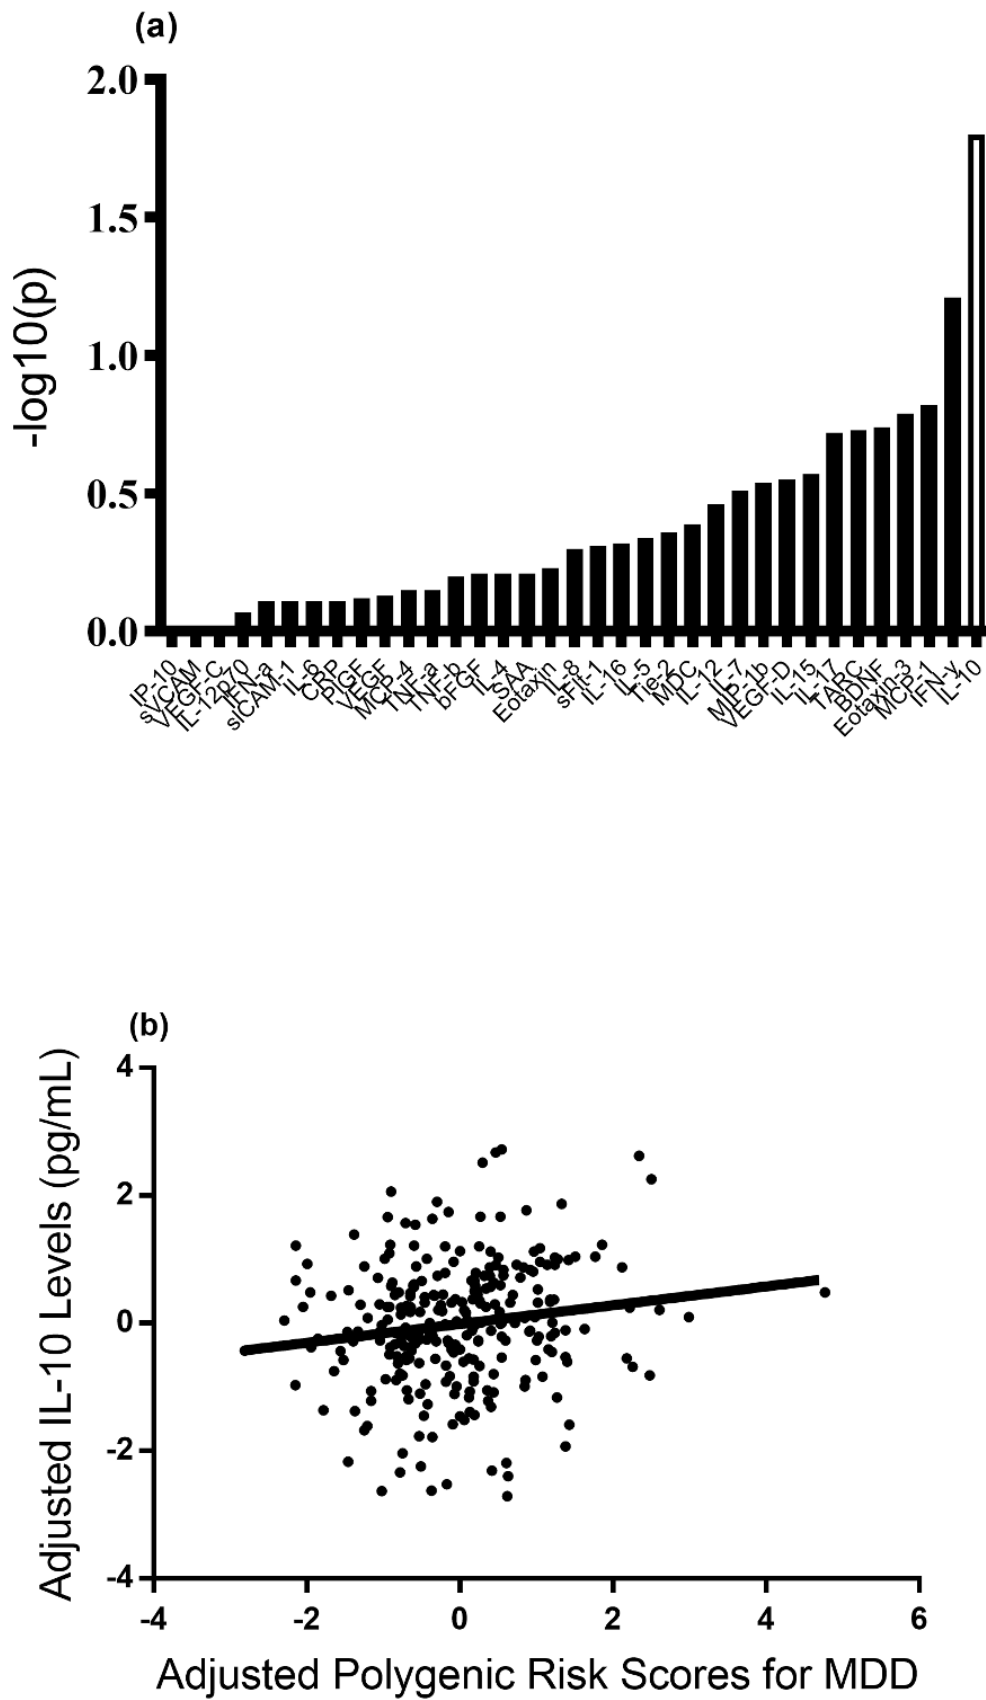 (a)
2.0
1.5
1.0
0.5
0.0
-log10(p)
IP-10
sVCAM
VEGF-C
IL-12p70
IFN-a
sICAM-1
IL-6
CRP
PlGF
VEGF
MCP-4
TNF-a
TNF-b
bFGF
IL-4
SAA
Eotaxin
IL-8
sFlt-1
IL-16
IL-5
Tie-2
MDC
IL-12
IL-7
MIP-1b
VEGF-D
IL-15
IL-17
TARC
BDNF
Eotaxin-3
MCP-1
IFN-y
IL-10
(b)
4
2
0
-2
-4
Adjusted IL-10 Levels (pg/mL)
-4 -2 0 2 4 6
Adjusted Polygenic Risk Scores for MDD